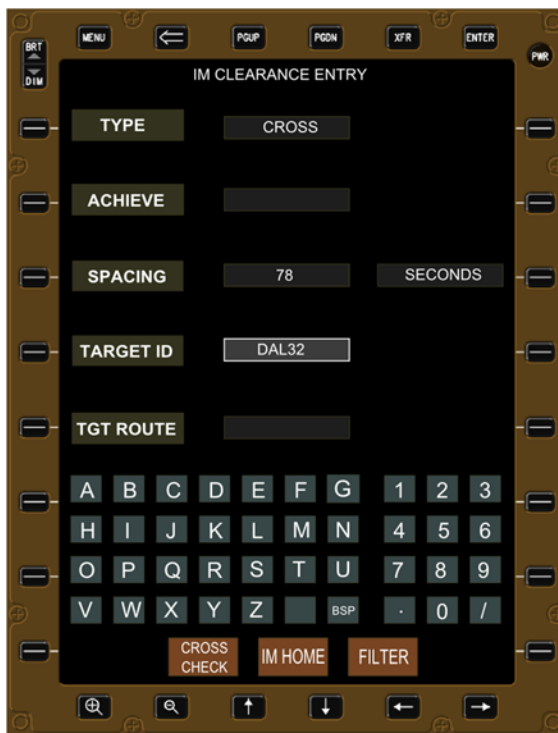 MENU PGUP PGDN XFR ENTER
BRT
DIM
PWR
IM CLEARANCE ENTRY
TYPE CROSS
ACHIEVE
SPACING 78 SECONDS
TARGET ID DAL32
TGT ROUTE
A B C D E F G 1 2 3
H I J K L M N 4 5 6
O P Q R S T U 7 8 9
V W X Y Z BSP . 0 /
CROSS
CHECK
IM HOME
FILTER